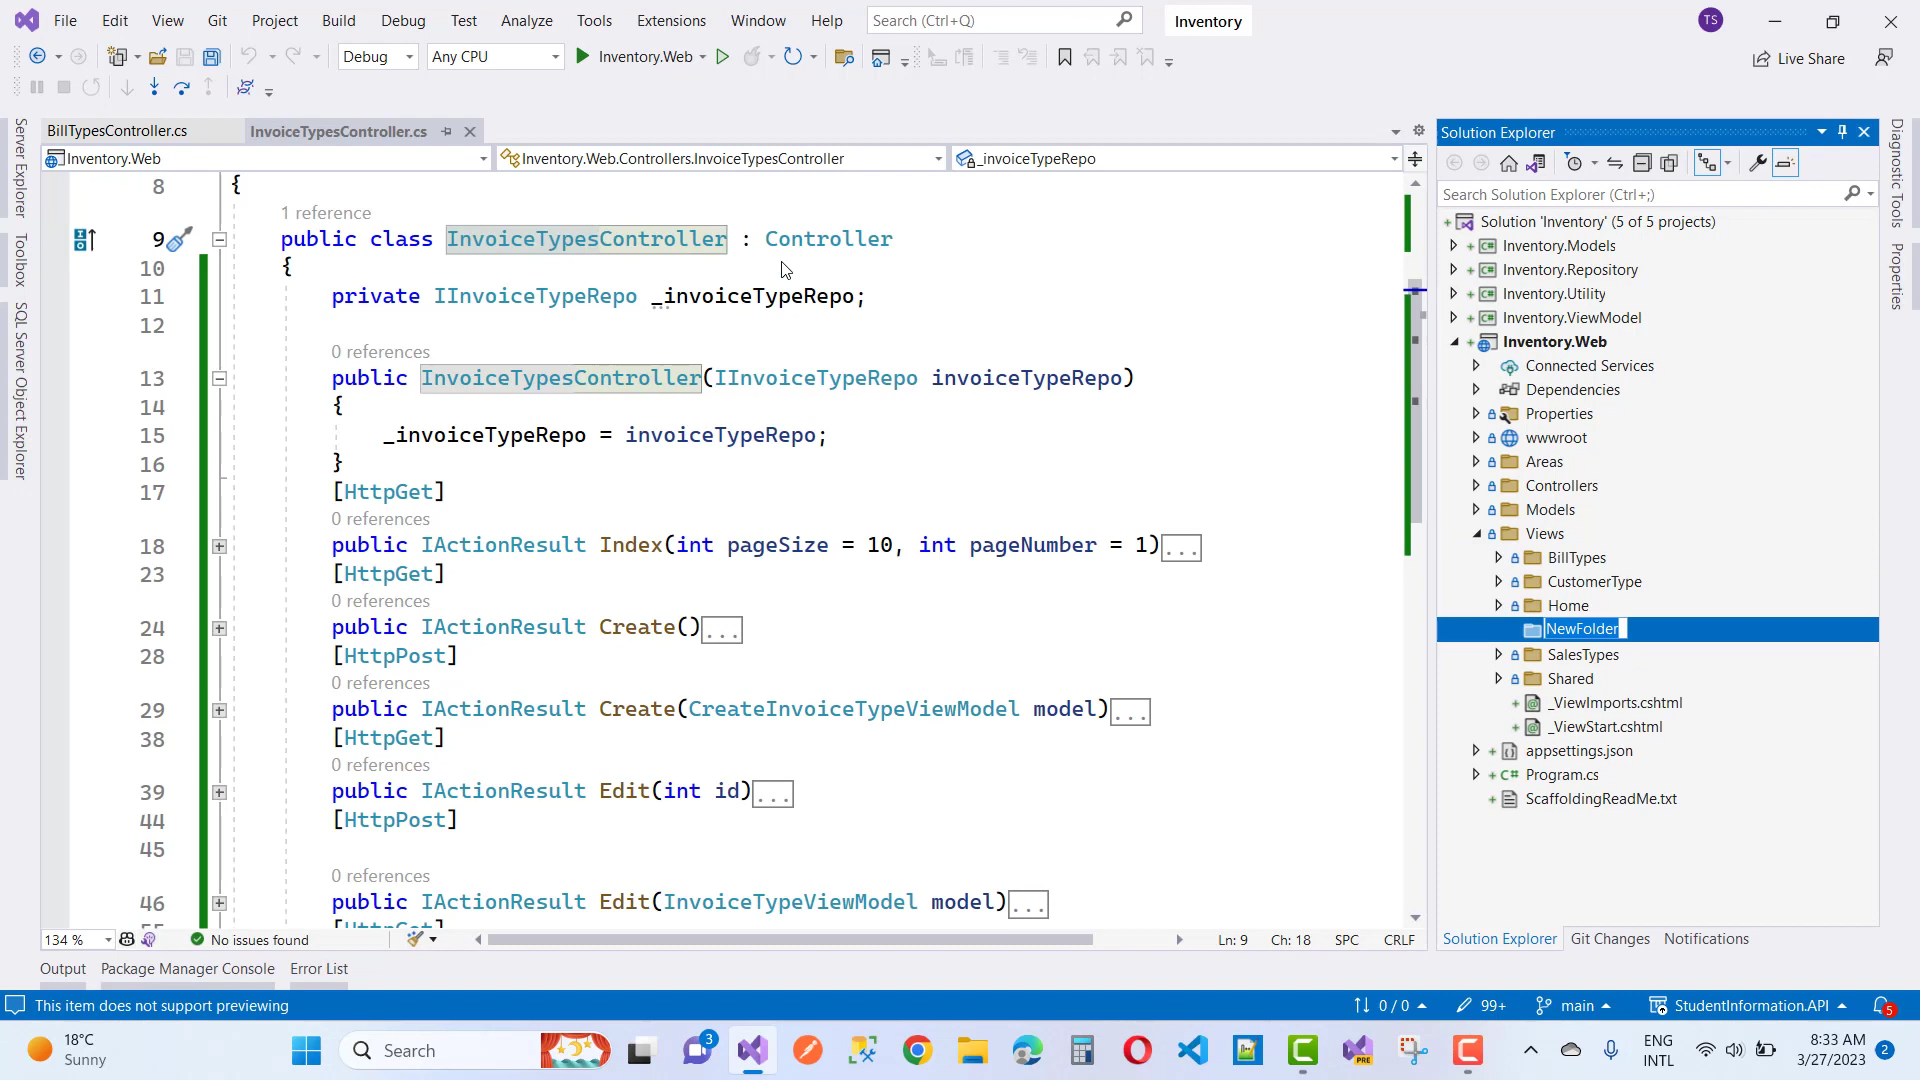 File Edit View Git Project Build Debug Test Analyze Tools Extensions Window Help Search (Ctrl+Q) Inventory TS
Debug Any CPU Inventory.Web Live Share
BillTypesController.cs InvoiceTypesController.cs
Inventory.Web Inventory.Web.Controllers.InvoiceTypesController _invoiceTypeRepo
Server Explorer
Toolbox
SQL Server Object Explorer
8 {
1 reference
9 public class InvoiceTypesController : Controller
10 {
11 private IInvoiceTypeRepo _invoiceTypeRepo;
12
0 references
13 public InvoiceTypesController(IInvoiceTypeRepo invoiceTypeRepo)
14 {
15 _invoiceTypeRepo = invoiceTypeRepo;
16 }
17 [HttpGet]
0 references
18 public IActionResult Index(int pageSize = 10, int pageNumber = 1)...
23 [HttpGet]
0 references
24 public IActionResult Create()...
28 [HttpPost]
0 references
29 public IActionResult Create(CreateInvoiceTypeViewModel model)...
38 [HttpGet]
0 references
39 public IActionResult Edit(int id)...
44 [HttpPost]
45
0 references
46 public IActionResult Edit(InvoiceTypeViewModel model)...
134 % No issues found Ln: 9 Ch: 18 SPC CRLF
Solution Explorer
Search Solution Explorer (Ctrl+;)
Solution 'Inventory' (5 of 5 projects)
Inventory.Models
Inventory.Repository
Inventory.Utility
Inventory.ViewModel
Inventory.Web
Connected Services
Dependencies
Properties
wwwroot
Areas
Controllers
Models
Views
BillTypes
CustomerType
Home
NewFolder
SalesTypes
Shared
_ViewImports.cshtml
_ViewStart.cshtml
appsettings.json
C# Program.cs
ScaffoldingReadMe.txt
Solution Explorer Git Changes Notifications
Diagnostic Tools
Properties
Output Package Manager Console Error List
This item does not support previewing 0 / 0 99+ main StudentInformation.API 5
18°C
Sunny
Search
3
PRE
ENG
INTL
8:33 AM
3/27/2023
2